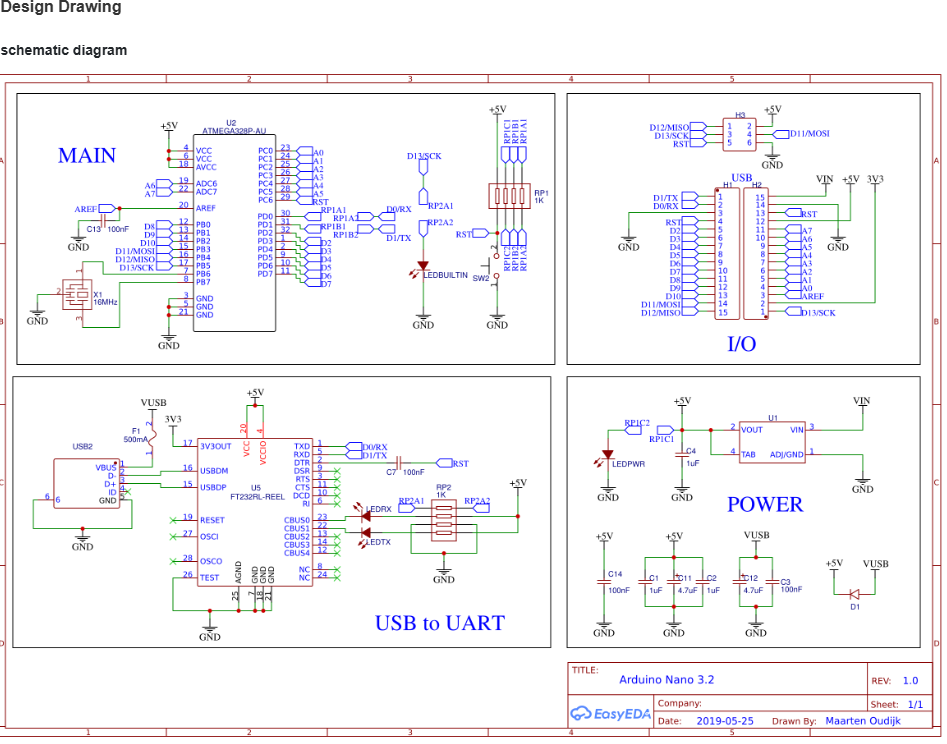 Design Drawing
schematic diagram
1 2 3 4 5
MAIN
+5V
U2
ATMEGA328P-AU
4 VCC
6 VCC
18 AVCC
A6 19 ADC6
A7 22 ADC7
AREF 20 AREF
C13 100nF
GND
D8 12 PB0
D9 13 PB1
D10 14 PB2
D11/MOSI 15 PB3
D12/MISO 16 PB4
D13/SCK 17 PB5
7 PB6
8 PB7
X1
16MHz
1
2
3
GND
3 GND
5 GND
21 GND
GND
PC0 23 A0
PC1 24 A1
PC2 25 A2
PC3 26 A3
PC4 27 A4
PC5 28 A5
PC6 29 RST
PD0 30 RP1A1
PD1 31 RP1B1
PD2 32 D2
PD3 1 D3
PD4 2 D4
PD5 9 D5
PD6 10 D6
PD7 11 D7
RP1A2 D0/RX
RP1B2 D1/TX
D13/SCK
RP2A1
RP2A2
LEDBUILTIN
GND
+5V
RP1C1
RP1B1
RP1A1
RP1
1K
RST
RP1C2
RP1B2
RP1A2
SW2
GND
H3
+5V
D12/MISO 1 2
D13/SCK 3 4 D11/MOSI
RST 5 6
GND
USB
H1 H2
VIN +5V 3V3
D1/TX 1 15
D0/RX 2 14
3 13 RST
RST 4 12
D2 5 11 A7
D3 6 10 A6
D4 7 9 A5
D5 8 8 A4
D6 9 7 A3
D7 10 6 A2
D8 11 5 A1
D9 12 4 A0
D10 13 3 AREF
D11/MOSI 14 2
D12/MISO 15 1 D13/SCK
GND
GND
I/O
VUSB
F1
500mA
3V3
USB2
VBUS 1
D- 2
D+ 3
ID 4
GND 5
6 6
GND
+5V
U5
FT232RL-REEL
VCC 20
VCCIO 4
17 3V3OUT
16 USBDM
15 USBDP
19 RESET
27 OSCI
28 OSCO
26 TEST
AGND 25
GND 7
GND 18
GND 21
GND
TXD 1 D0/RX
RXD 5 D1/TX
DTR 2
C7 100nF
RST
DSR 9
RTS 3
CTS 11
DCD 10
RI 6
CBUS0 23
CBUS1 22
CBUS2 13
CBUS3 14
CBUS4 12
NC 8
NC 24
LEDRX
LEDTX
RP2
1K
RP2A1 RP2A2
+5V
GND
USB to UART
RP1C2
RP1C1
LEDPWR
GND
+5V
C4
1uF
GND
U1
2 VOUT VIN 3
4 TAB ADJ/GND 1
VIN
GND
POWER
+5V
C14
100nF
GND
+5V
C1
1uF
C11
4.7uF
C2
1uF
GND
VUSB
C12
4.7uF
C3
100nF
GND
+5V VUSB
D1
TITLE:
Arduino Nano 3.2
REV: 1.0
EasyEDA
Company:
Sheet: 1/1
Date: 2019-05-25 Drawn By: Maarten Oudijk
1 2 3 4 5